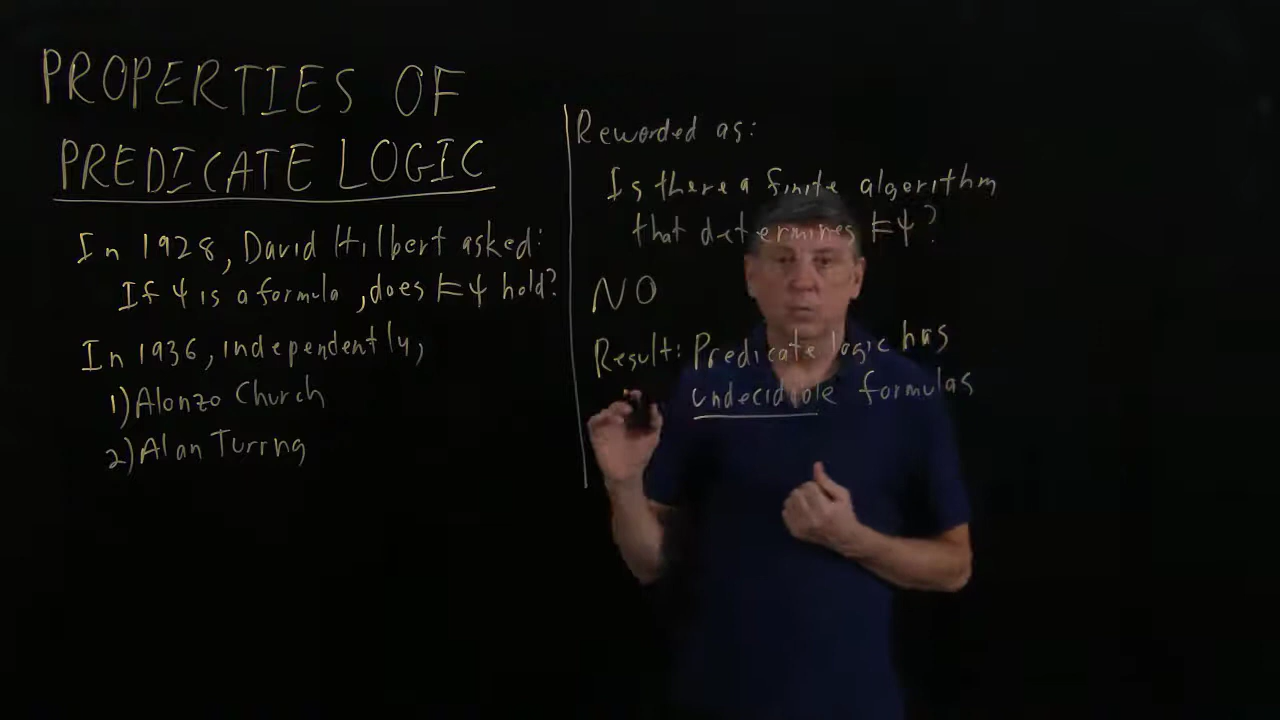 PROPERTIES OF
PREDICATE LOGIC
In 1928, David Hilbert asked:
If ψ is a formula, does ⊨ψ hold?
In 1936, independently,
1) Alonzo Church
2) Alan Turing
Reworded as:
Is there a finite algorithm
that determines ⊨ψ?
NO
Result: Predicate logic has
undecidible formulas